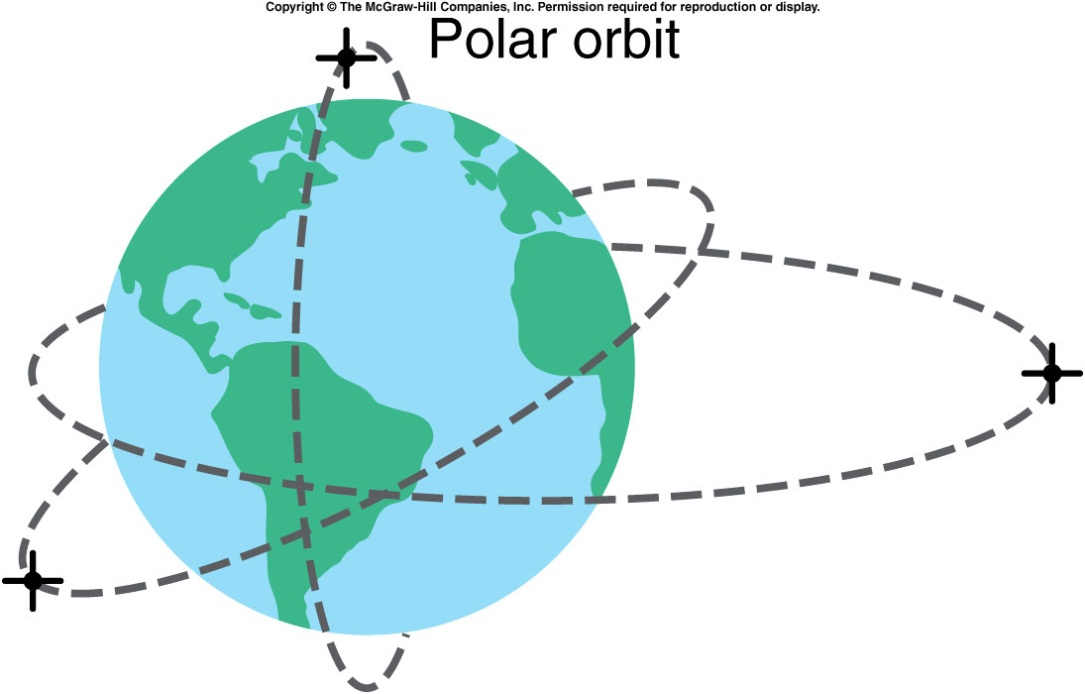 Copyright © The McGraw-Hill Companies, Inc. Permission required for reproduction or display.
Polar orbit